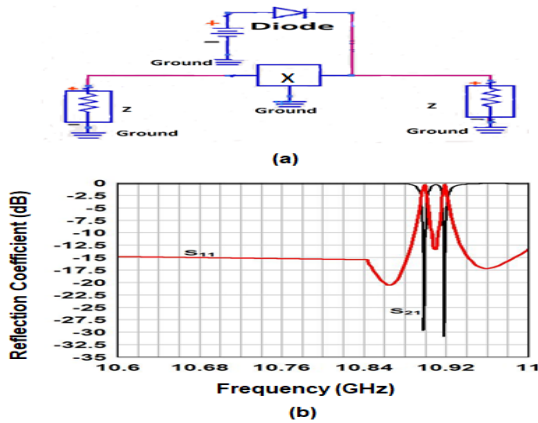 Diode
+
−
Ground
X
+
Z
−
Ground
Ground
+
Z
−
Ground
(a)
Reflection Coefficient (dB)
0
-2.5
-5
-7.5
-10
-12.5
-15
-17.5
-20
-22.5
-25
-27.5
-30
-32.5
-35
S11
S21
10.6 10.68 10.76 10.84 10.92 11
Frequency (GHz)
(b)